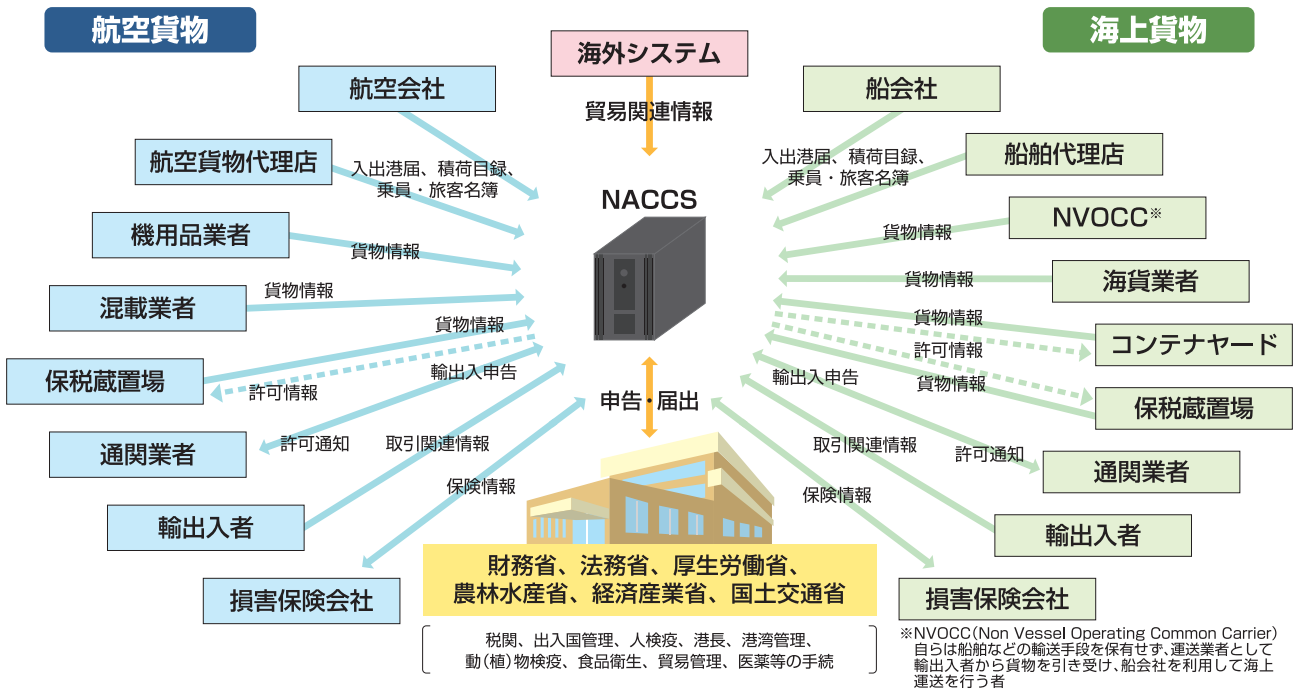 航空貨物
海上貨物
海外システム
貿易関連情報
航空会社
航空貨物代理店
入出港届、積荷目録、
乗員・旅客名簿
機用品業者
貨物情報
混載業者
貨物情報
保税蔵置場
貨物情報
許可情報
通関業者
輸出入申告
許可通知
輸出入者
取引関連情報
損害保険会社
保険情報
NACCS
申告・届出
船会社
船舶代理店
入出港届、積荷目録、
乗員・旅客名簿
NVOCC※
貨物情報
海貨業者
貨物情報
コンテナヤード
貨物情報
許可情報
保税蔵置場
貨物情報
通関業者
輸出入申告
許可通知
輸出入者
取引関連情報
損害保険会社
保険情報
財務省、法務省、厚生労働省、
農林水産省、経済産業省、国土交通省
税関、出入国管理、人検疫、港長、港湾管理、
動(植)物検疫、食品衛生、貿易管理、医薬等の手続
※NVOCC(Non Vessel Operating Common Carrier)
自らは船舶などの輸送手段を保有せず、運送業者として
輸出入者から貨物を引き受け、船会社を利用して海上
運送を行う者